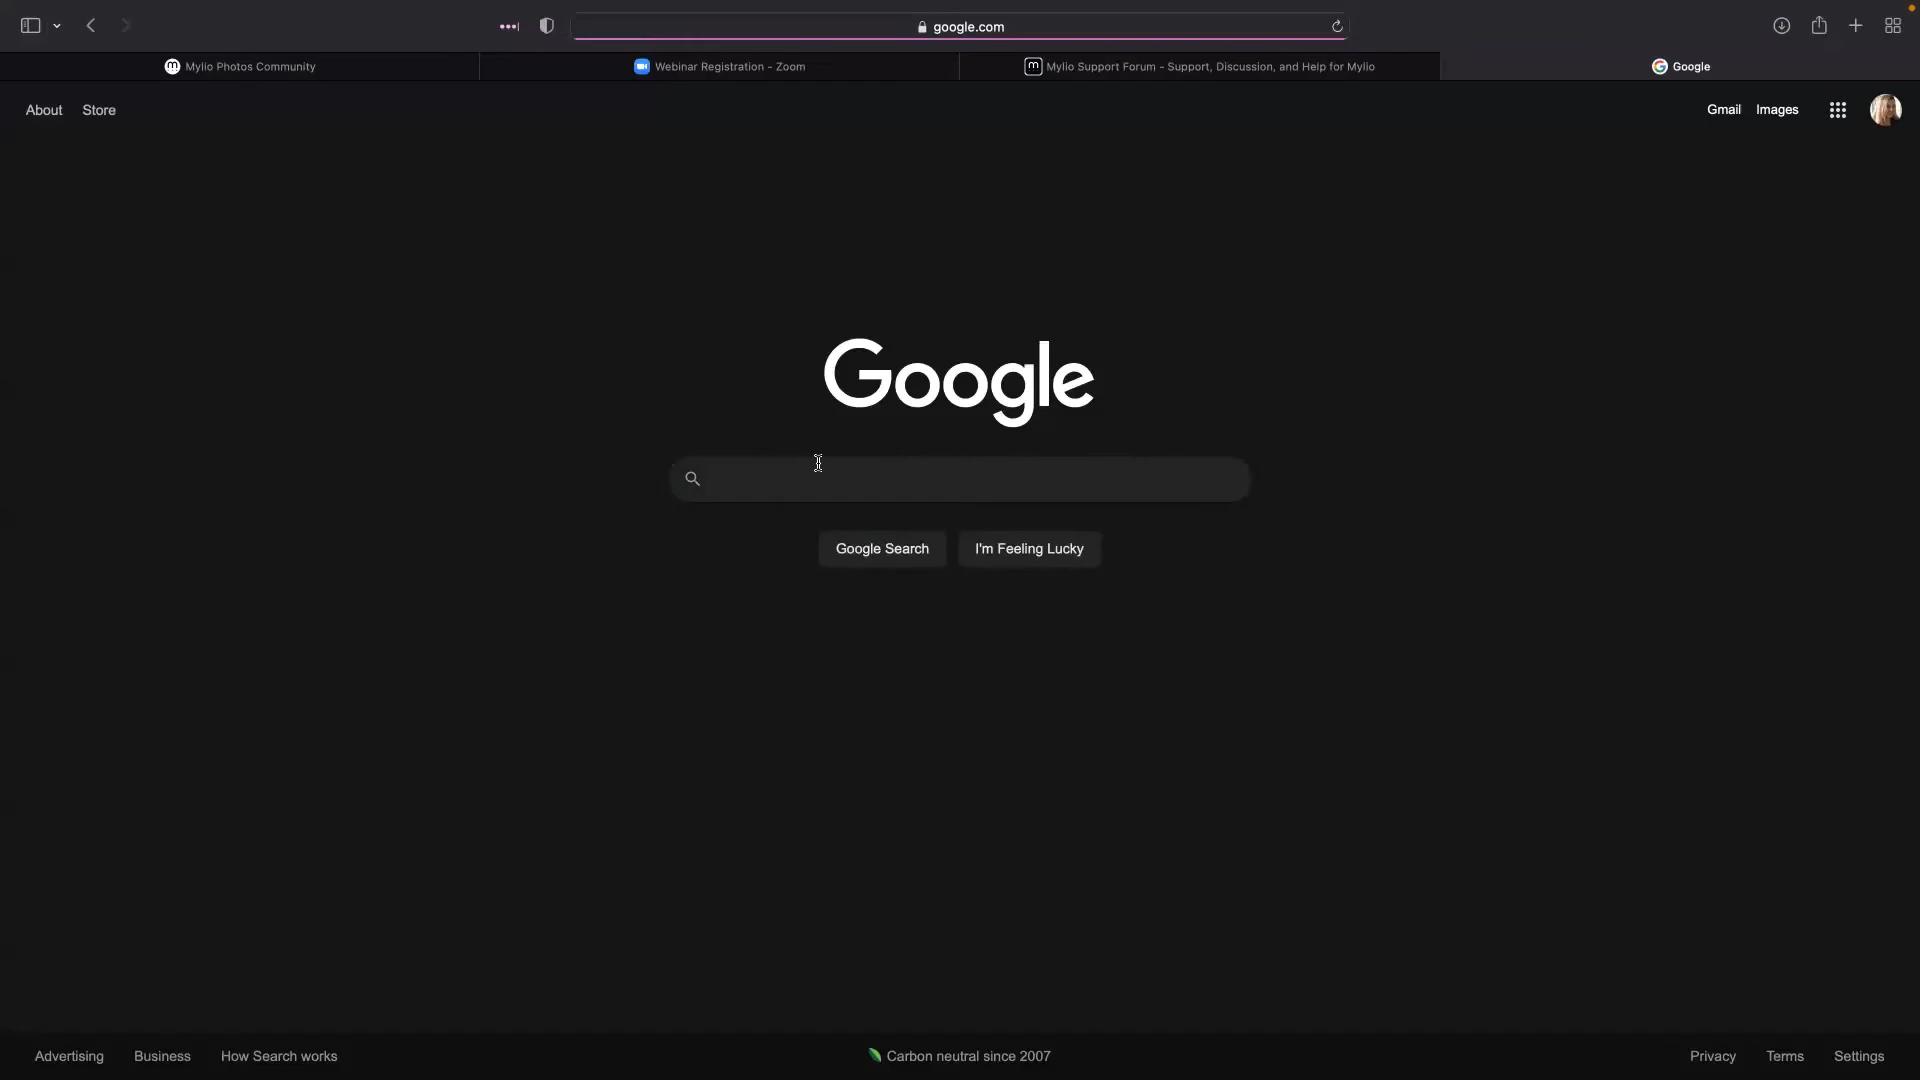 google.com
Mylio Photos Community
Webinar Registration - Zoom
Mylio Support Forum - Support, Discussion, and Help for Mylio
Google
About
Store
Gmail
Images
Google
Google Search
I'm Feeling Lucky
Advertising
Business
How Search works
Carbon neutral since 2007
Privacy
Terms
Settings